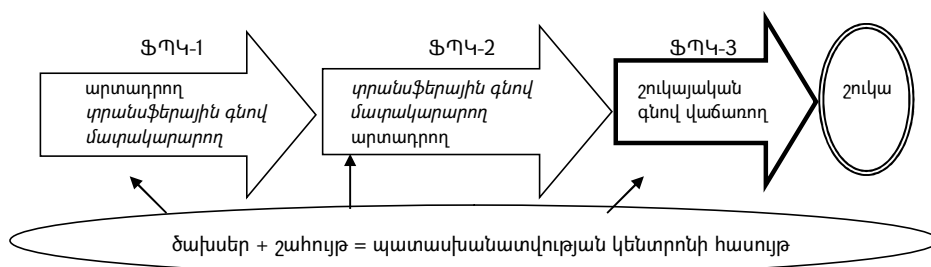 ՖՊԿ-1
ՖՊԿ-2
ՖՊԿ-3
արտադրող
տրանսֆերային գնով
մատակարարող
տրանսֆերային գնով
մատակարարող
արտադրող
շուկայական
գնով վաճառող
շուկա
ծախսեր + շահույթ = պատասխանատվության կենտրոնի հասույթ